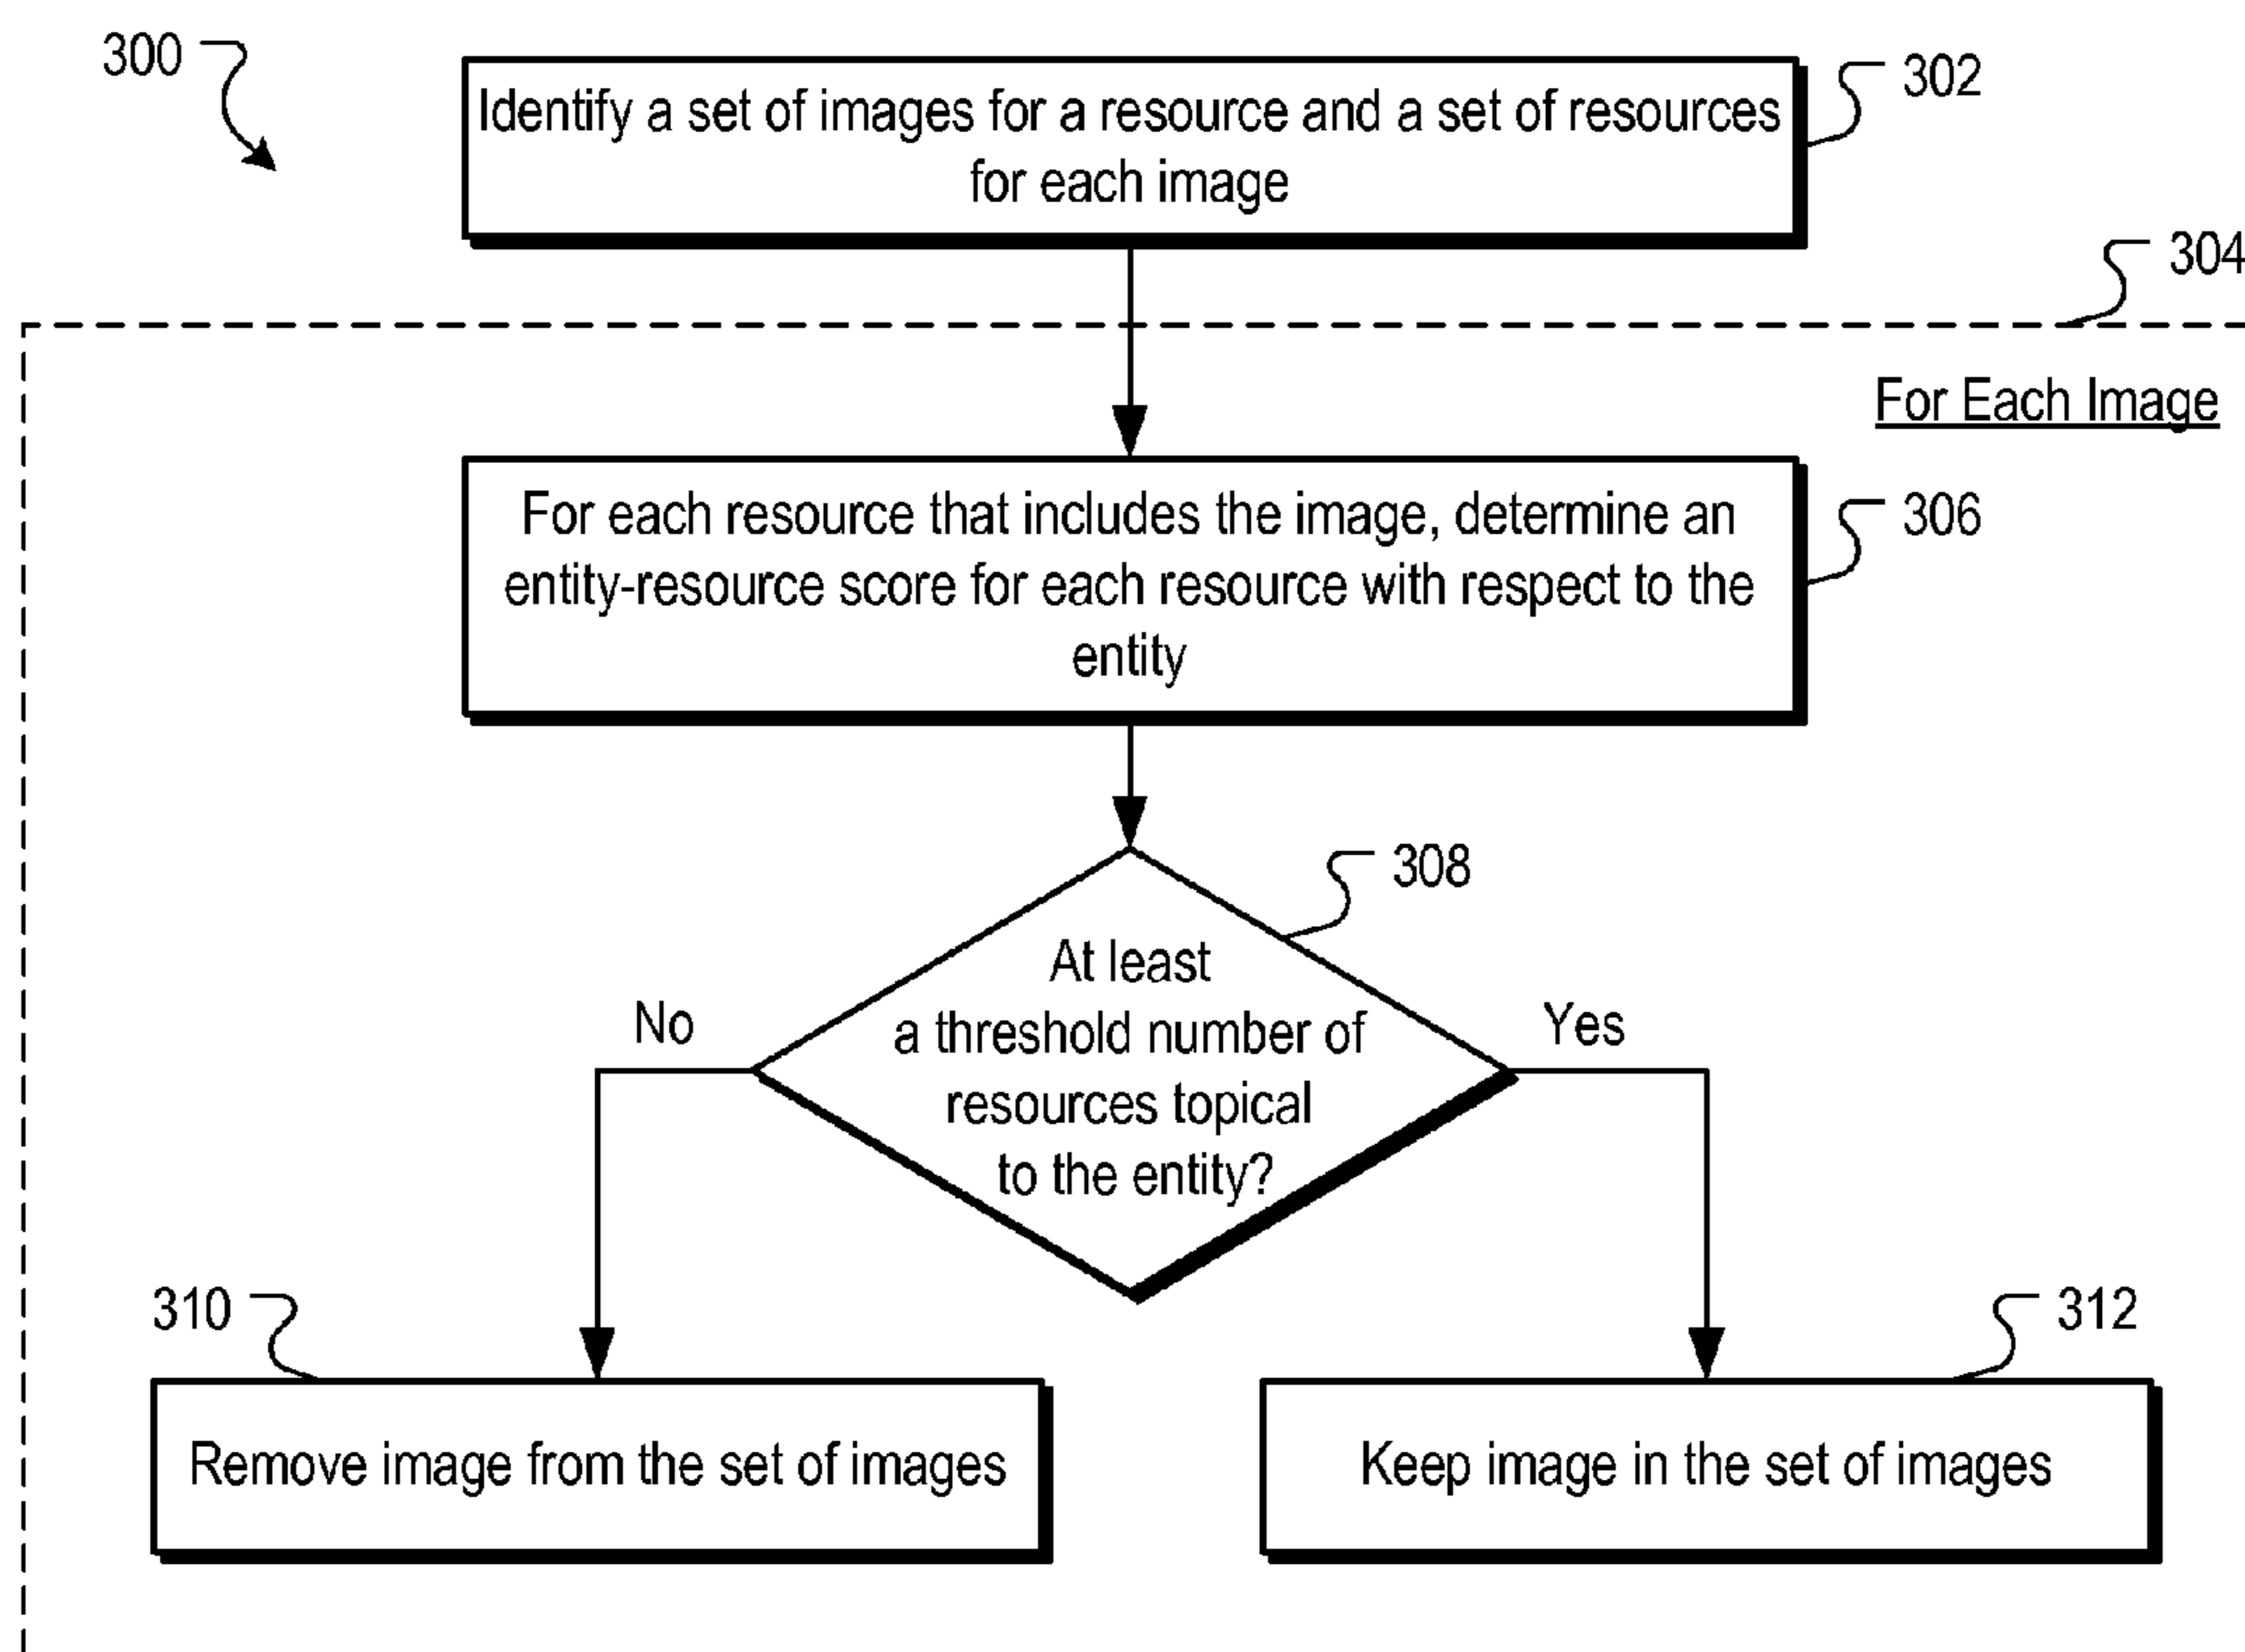 300
302
Identify a set of images for a resource and a set of resources
for each image
304
For Each Image
306
For each resource that includes the image, determine an
entity-resource score for each resource with respect to the
entity
308
At least
a threshold number of
resources topical
to the entity?
No
Yes
310
312
Remove image from the set of images
Keep image in the set of images